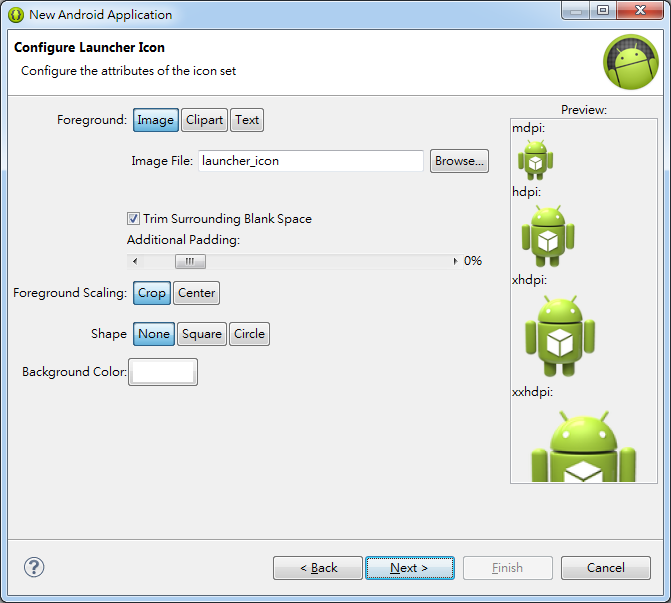 New Android Application
Configure Launcher Icon
Configure the attributes of the icon set
Foreground: Image Clipart Text
Image File: launcher_icon Browse...
Trim Surrounding Blank Space
Additional Padding:
0%
Foreground Scaling: Crop Center
Shape None Square Circle
Background Color:
Preview:
mdpi:
hdpi:
xhdpi:
xxhdpi:
? < Back Next > Finish Cancel